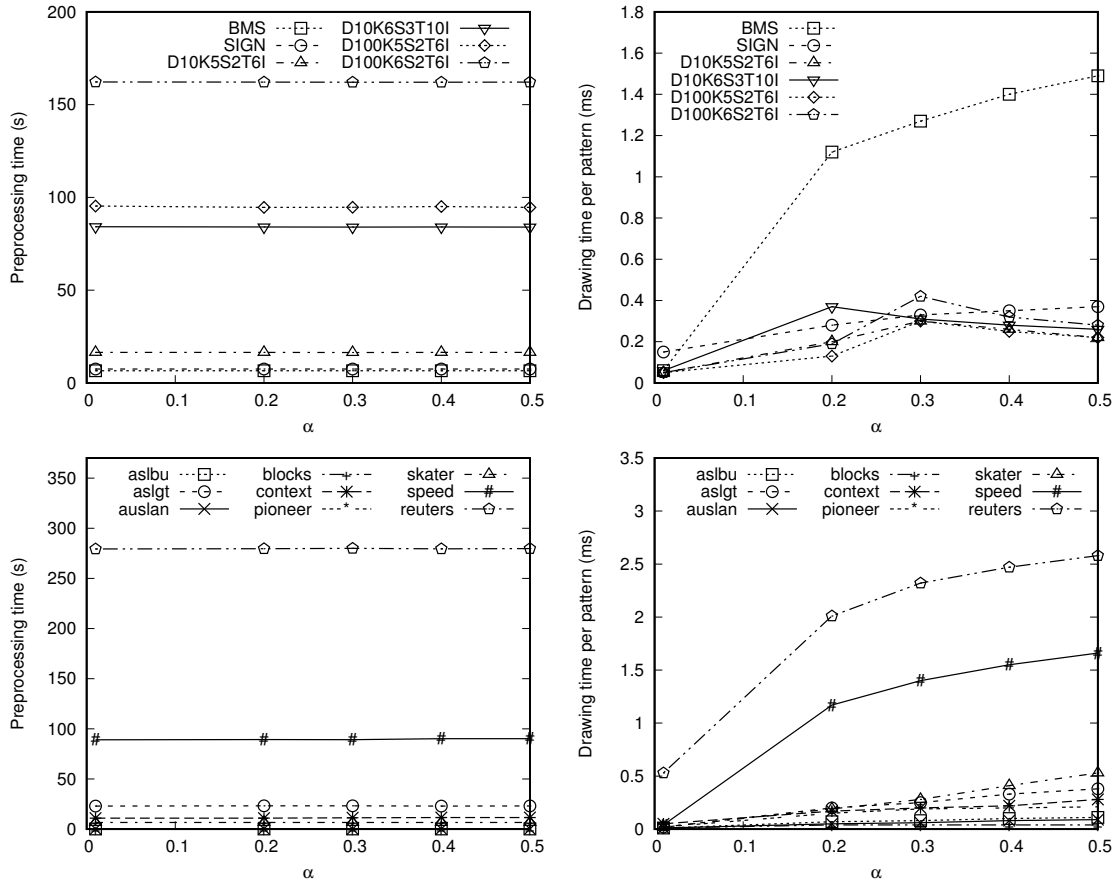 BMS
SIGN
D10K5S2T6I
D10K6S3T10I
D100K5S2T6I
D100K6S2T6I
Preprocessing time (s)
200
150
100
50
0
0 0.1 0.2 0.3 0.4 0.5
α
BMS
SIGN
D10K5S2T6I
D10K6S3T10I
D100K5S2T6I
D100K6S2T6I
Drawing time per pattern (ms)
1.8
1.6
1.4
1.2
1
0.8
0.6
0.4
0.2
0
0 0.1 0.2 0.3 0.4 0.5
α
aslbu blocks skater
aslgt context speed
auslan pioneer reuters
Preprocessing time (s)
350
300
250
200
150
100
50
0
0 0.1 0.2 0.3 0.4 0.5
α
aslbu blocks skater
aslgt context speed
auslan pioneer reuters
Drawing time per pattern (ms)
3.5
3
2.5
2
1.5
1
0.5
0
0 0.1 0.2 0.3 0.4 0.5
α